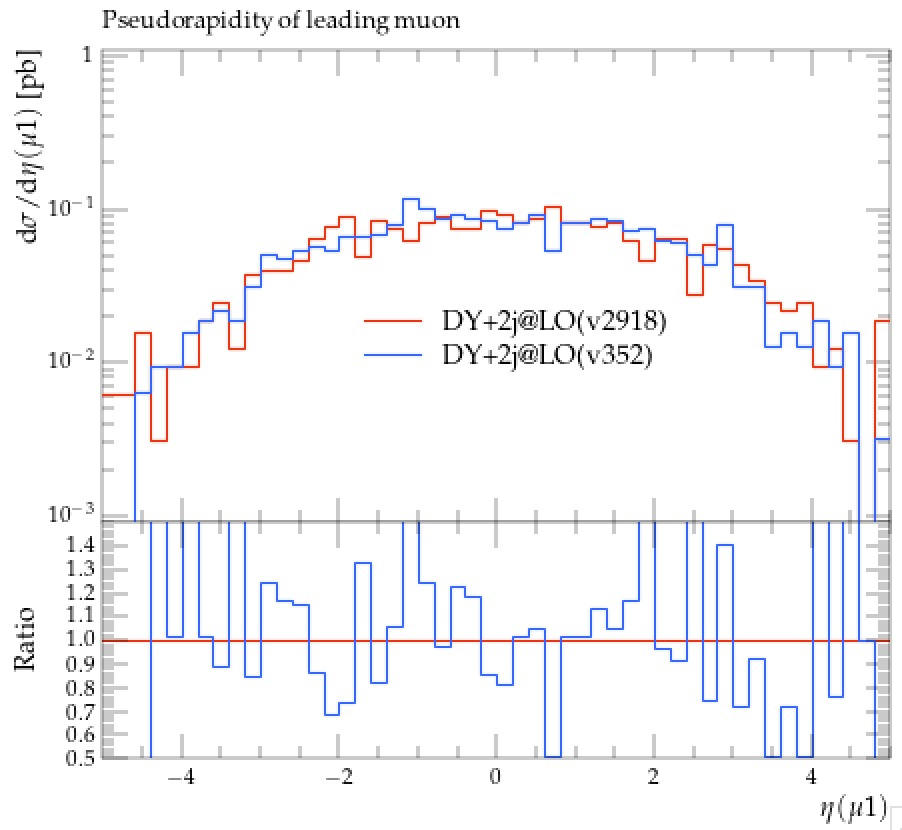 Pseudorapidity of leading muon
dσ/dη(μ1) [pb]
1
10⁻¹
10⁻²
10⁻³
DY+2j@LO(v2918)
DY+2j@LO(v352)
Ratio
1.4
1.3
1.2
1.1
1.0
0.9
0.8
0.7
0.6
0.5
−4 −2 0 2 4
η(μ1)